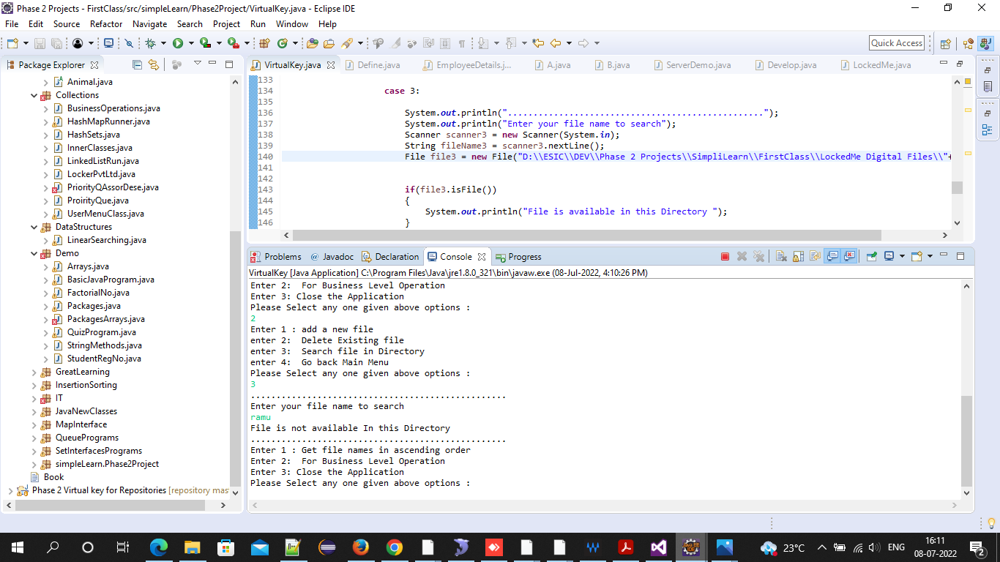 Phase 2 Projects - FirstClass/src/simpleLearn/Phase2Project/VirtualKey.java - Eclipse IDE
File Edit Source Refactor Navigate Search Project Run Window Help
Quick Access
Package Explorer
Animal.java
Collections
BusinessOperations.java
HashMapRunner.java
HashSets.java
InnerClasses.java
LinkedListRun.java
LockerPvtLtd.java
PriorityQAssorDese.java
ProirityQue.java
UserMenuClass.java
DataStructures
LinearSearching.java
Demo
Arrays.java
BasicJavaProgram.java
FactorialNo.java
Packages.java
PackagesArrays.java
QuizProgram.java
StringMethods.java
StudentRegNo.java
GreatLearning
InsertionSorting
IT
JavaNewClasses
MapInterface
QueuePrograms
SetInterfacesPrograms
simpleLearn.Phase2Project
Book
Phase 2 Virtual key for Repositories [repository mas
VirtualKey.java Define.java EmployeeDetails.j... A.java B.java ServerDemo.java Develop.java LockedMe.java
133
134 case 3:
135
136 System.out.println("..................................................");
137 System.out.println("Enter your file name to search");
138 Scanner scanner3 = new Scanner(System.in);
139 String fileName3 = scanner3.nextLine();
140 File file3 = new File("D:\\ESIC\\DEV\\Phase 2 Projects\\SimpliLearn\\FirstClass\\LockedMe Digital Files\\"+
141
142
143 if(file3.isFile())
144 {
145 System.out.println("File is available in this Directory ");
146 }
Problems @ Javadoc Declaration Console Progress
VirtualKey [Java Application] C:\Program Files\Java\jre1.8.0_321\bin\javaw.exe (08-Jul-2022, 4:10:26 PM)
Enter 2:  For Business Level Operation
Enter 3: Close the Application
Please Select any one given above options :
2
Enter 1 : add a new file
enter 2:  Delete Existing file
enter 3:  Search file in Directory
enter 4:  Go back Main Menu
Please Select any one given above options :
3
..................................................
Enter your file name to search
ramu
File is not available In this Directory
..................................................
Enter 1 : Get file names in ascending order
Enter 2:  For Business Level Operation
Enter 3: Close the Application
Please Select any one given above options :
23°C ENG 16:11
08-07-2022
2